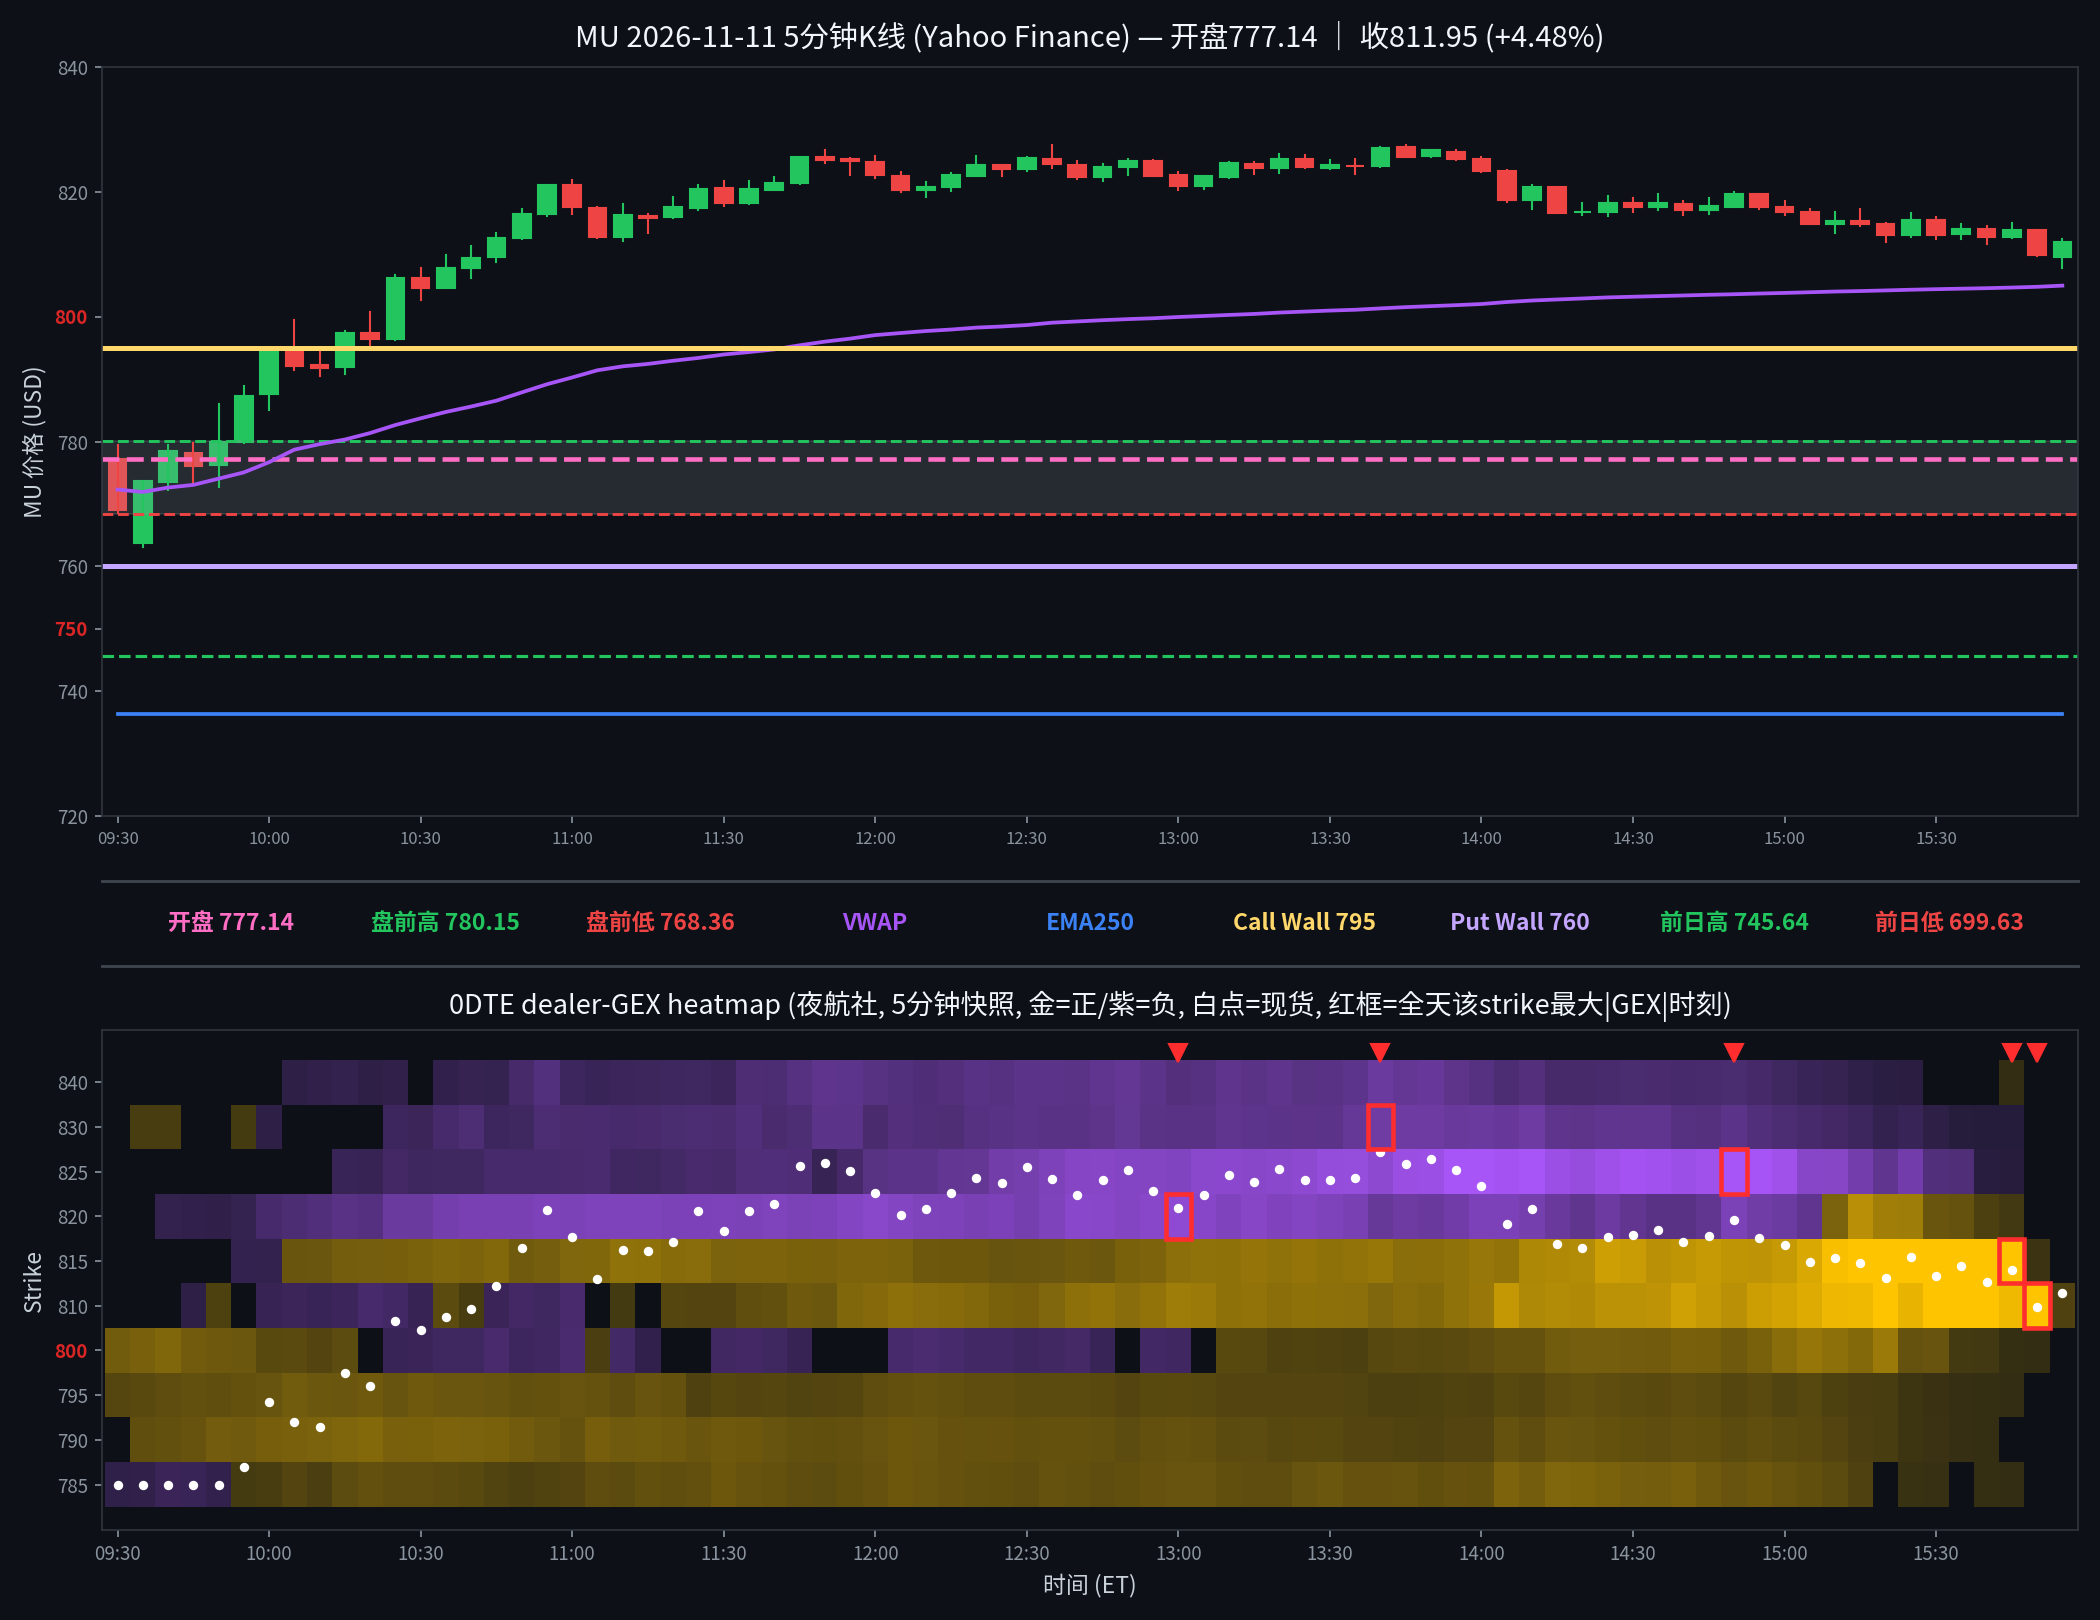 MU 2026-11-11 5分钟K线 (Yahoo Finance) — 开盘777.14 ｜ 收811.95 (+4.48%)
MU 价格 (USD)
840
820
800
780
760
750
740
720
09:30 10:00 10:30 11:00 11:30 12:00 12:30 13:00 13:30 14:00 14:30 15:00 15:30
开盘 777.14 盘前高 780.15 盘前低 768.36 VWAP EMA250 Call Wall 795 Put Wall 760 前日高 745.64 前日低 699.63
0DTE dealer-GEX heatmap (夜航社, 5分钟快照, 金=正/紫=负, 白点=现货, 红框=全天该strike最大|GEX|时刻)
Strike
840
830
825
820
815
810
800
795
790
785
09:30 10:00 10:30 11:00 11:30 12:00 12:30 13:00 13:30 14:00 14:30 15:00 15:30
时间 (ET)